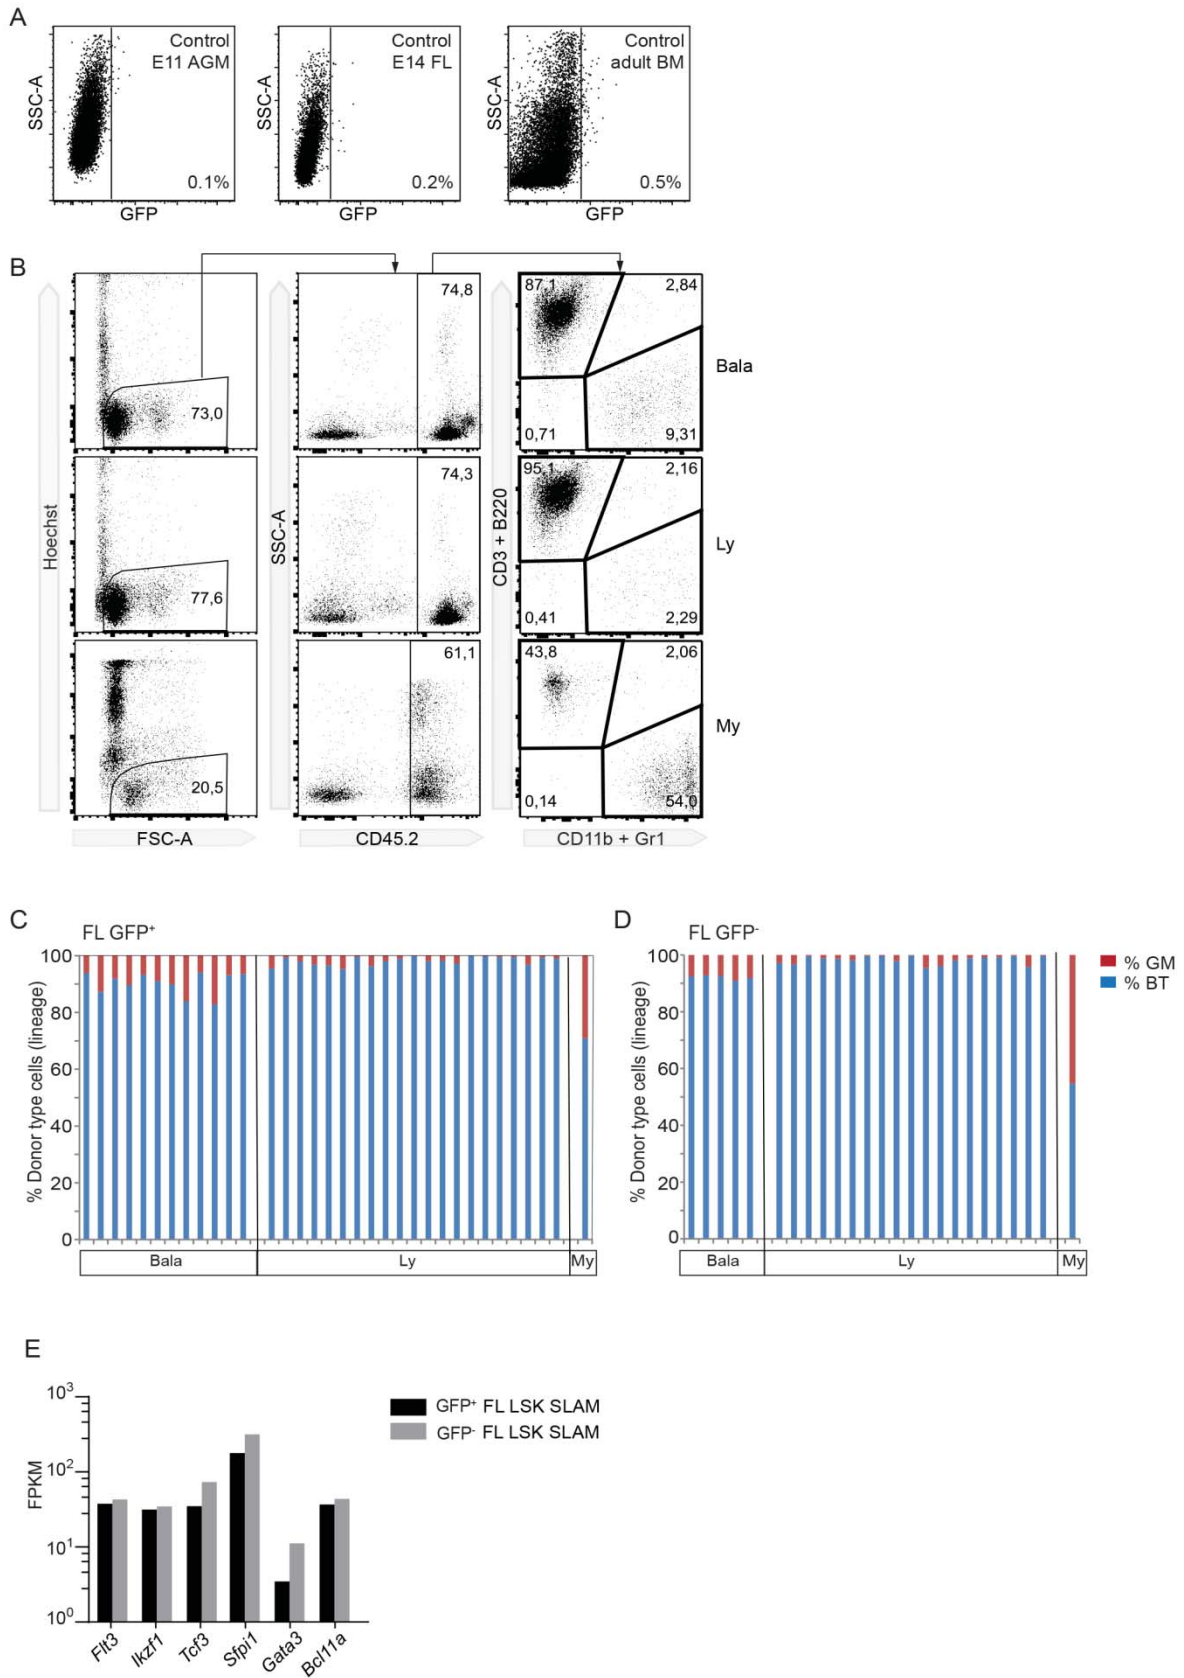 A
Control
E11 AGM
0.1%
SSC-A
GFP
Control
E14 FL
0.2%
SSC-A
GFP
Control
adult BM
0.5%
SSC-A
GFP
B
Hoechst
SSC-A
CD3 + B220
73,0
74,8
87,1
2,84
0,71
9,31
Bala
77,6
74,3
95,1
2,16
0,41
2,29
Ly
20,5
61,1
43,8
2,06
0,14
54,0
My
FSC-A
CD45.2
CD11b + Gr1
C
FL GFP+
% Donor type cells (lineage)
100
80
60
40
20
0
Bala
Ly
My
D
FL GFP-
% Donor type cells (lineage)
100
80
60
40
20
0
Bala
Ly
My
% GM
% BT
E
FPKM
10³
10²
10¹
10⁰
GFP+ FL LSK SLAM
GFP- FL LSK SLAM
Flt3
Ikzf1
Tcf3
Sfpi1
Gata3
Bcl11a